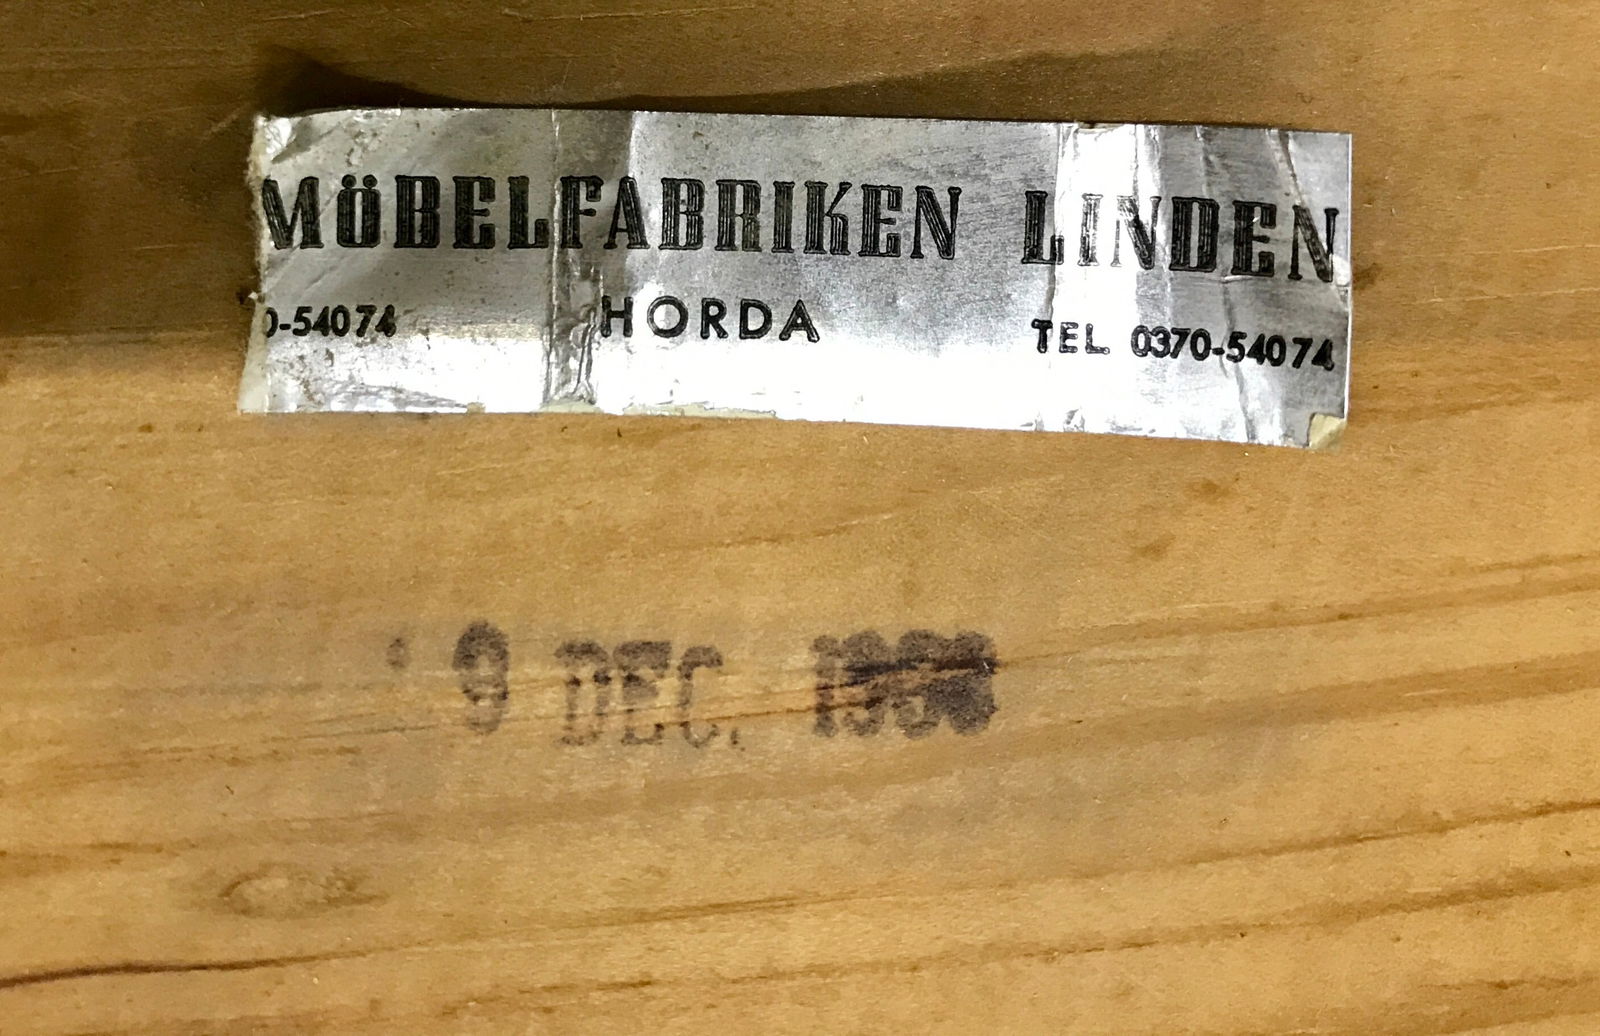 MÖBELFABRIKEN LINDEN
0-54074 HORDA TEL. 0370-54074
9 DEC.